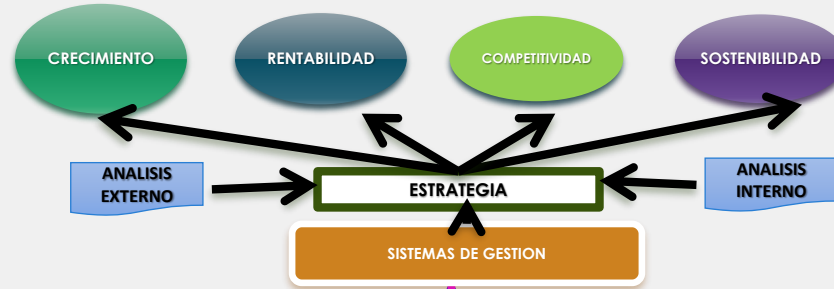 CRECIMIENTO
RENTABILIDAD
COMPETITIVIDAD
SOSTENIBILIDAD
ANALISIS
EXTERNO
ESTRATEGIA
ANALISIS
INTERNO
SISTEMAS DE GESTION